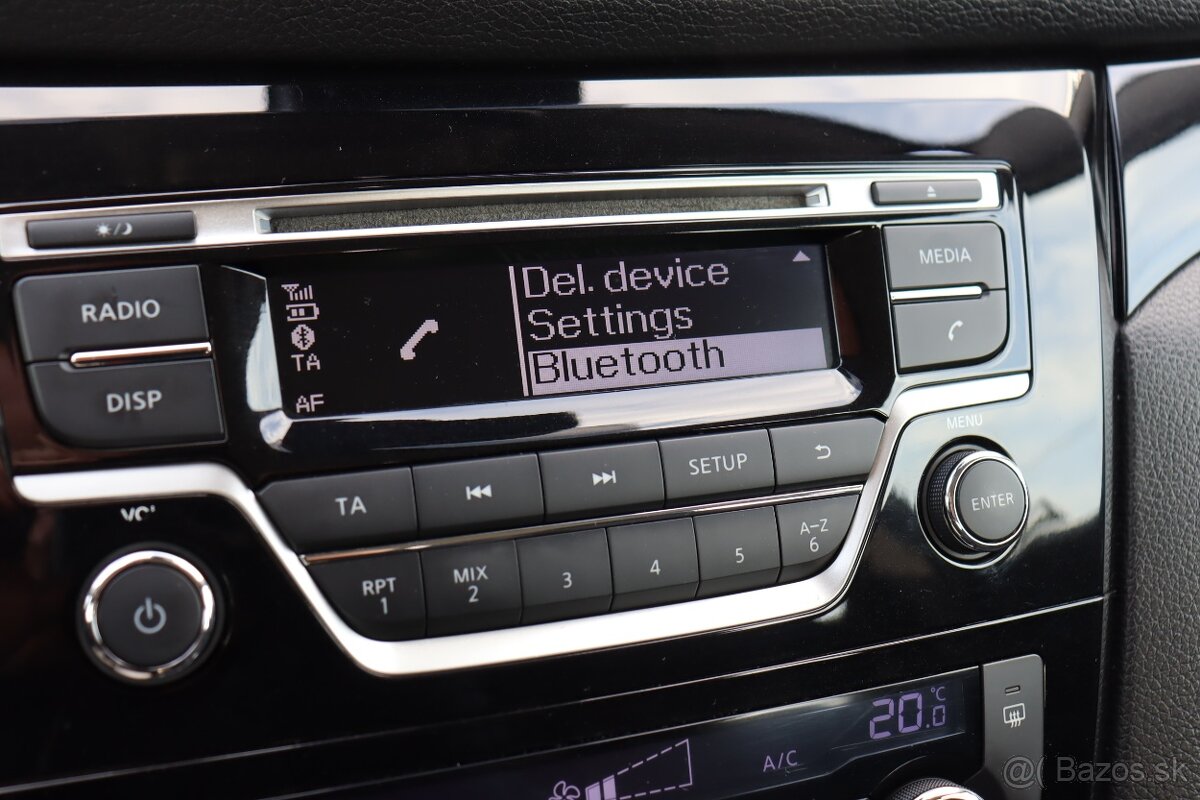 RADIO
DISP
TA
AF
Del. device
Settings
Bluetooth
MEDIA
MENU
ENTER
TA
SETUP
RPT
1
MIX
2
3
4
5
A-Z
6
20.0 °C
A/C
Bazos.sk